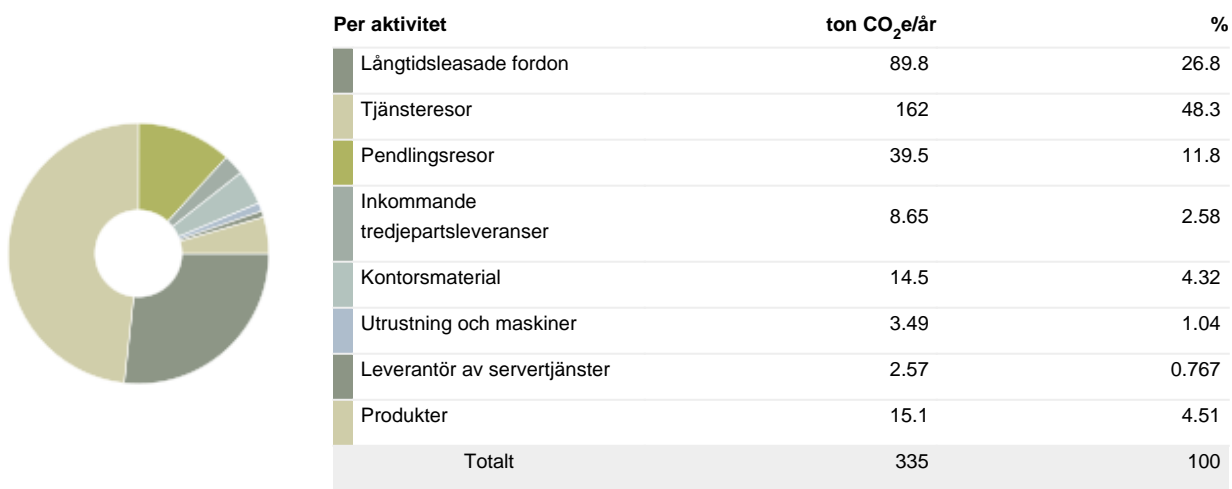 Per aktivitet ton CO₂e/år %
Långtidsleasade fordon 89.8 26.8
Tjänsteresor 162 48.3
Pendlingsresor 39.5 11.8
Inkommande
tredjepartsleveranser 8.65 2.58
Kontorsmaterial 14.5 4.32
Utrustning och maskiner 3.49 1.04
Leverantör av servertjänster 2.57 0.767
Produkter 15.1 4.51
Totalt 335 100